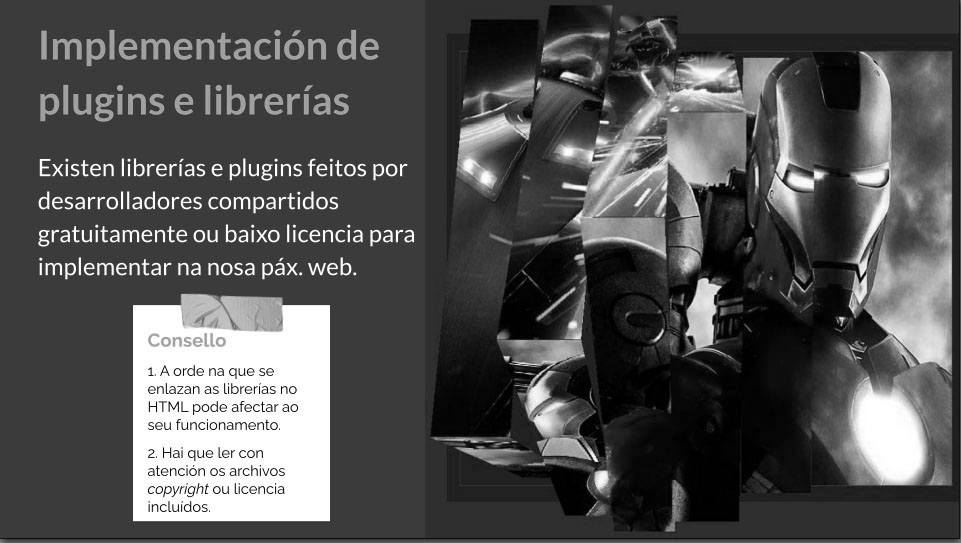 Implementación de
plugins e librerías
Existen librerías e plugins feitos por
desarrolladores compartidos
gratuitamente ou baixo licencia para
implementar na nosa páx. web.
Consello
1. A orde na que se
enlazan as librerías no
HTML pode afectar ao
seu funcionamento.
2. Hai que ler con
atención os archivos
copyright ou licencia
incluídos.